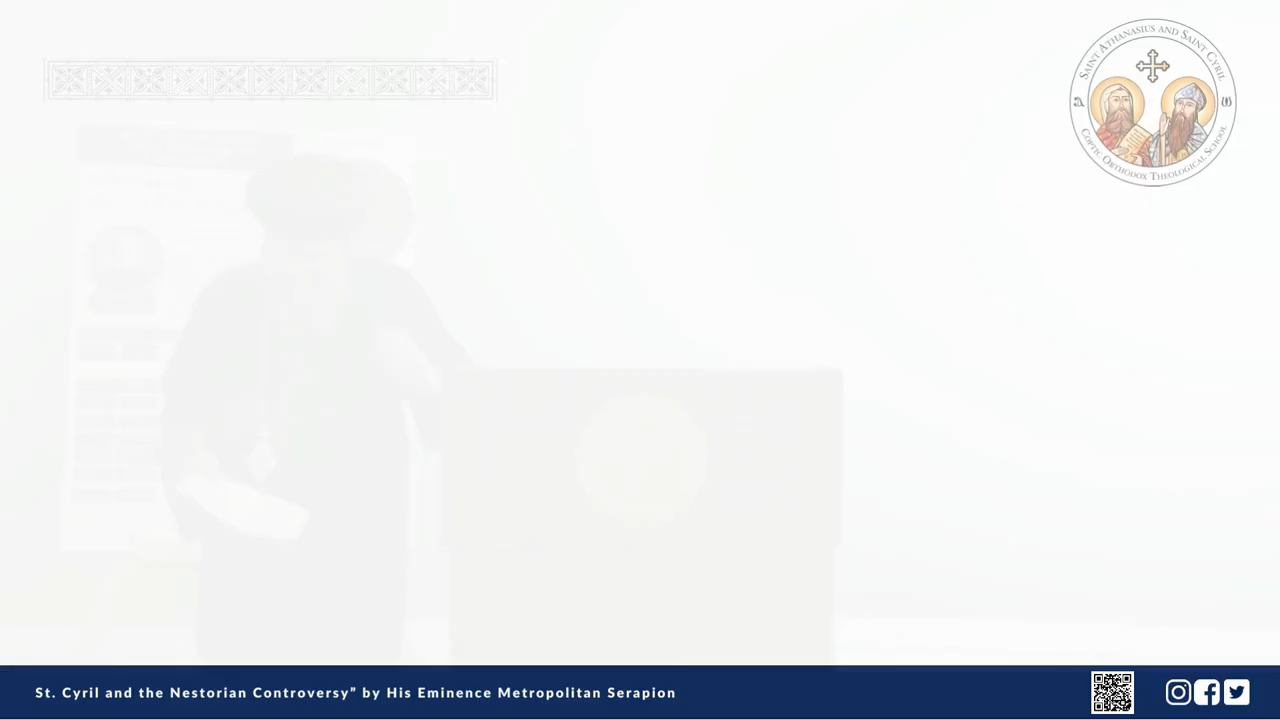 SAINT ATHANASIUS AND SAINT CYRIL
ⲁ ⲱ
COPTIC ORTHODOX THEOLOGICAL SCHOOL
St. Cyril and the Nestorian Controversy” by His Eminence Metropolitan Serapion